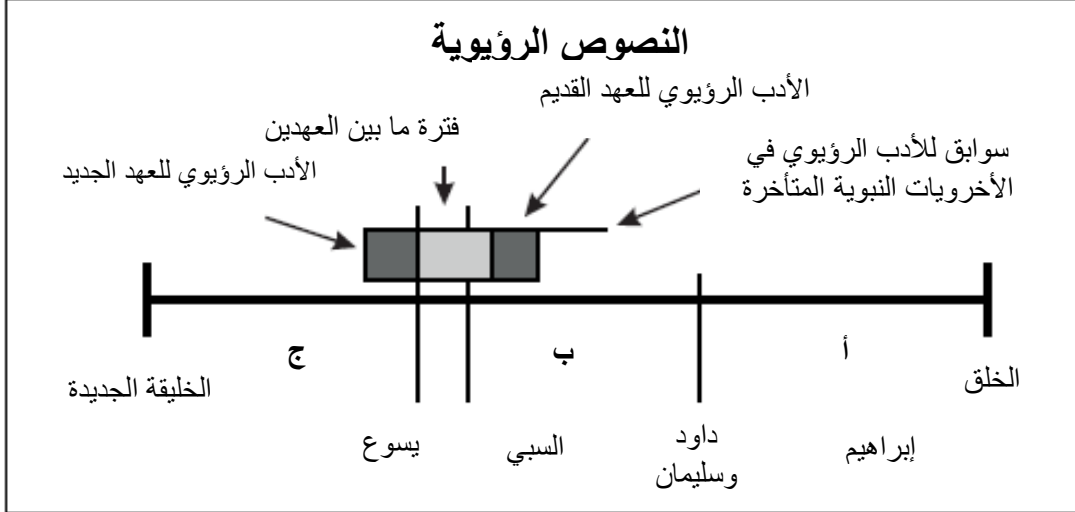 النصوص الرؤيوية
الأدب الرؤيوي للعهد القديم
فترة ما بين العهدين
سوابق للأدب الرؤيوي في
الأخرويات النبوية المتأخرة
الأدب الرؤيوي للعهد الجديد
أ
ب
ج
الخلق
الخليقة الجديدة
إبراهيم
داود
وسليمان
السبي
يسوع